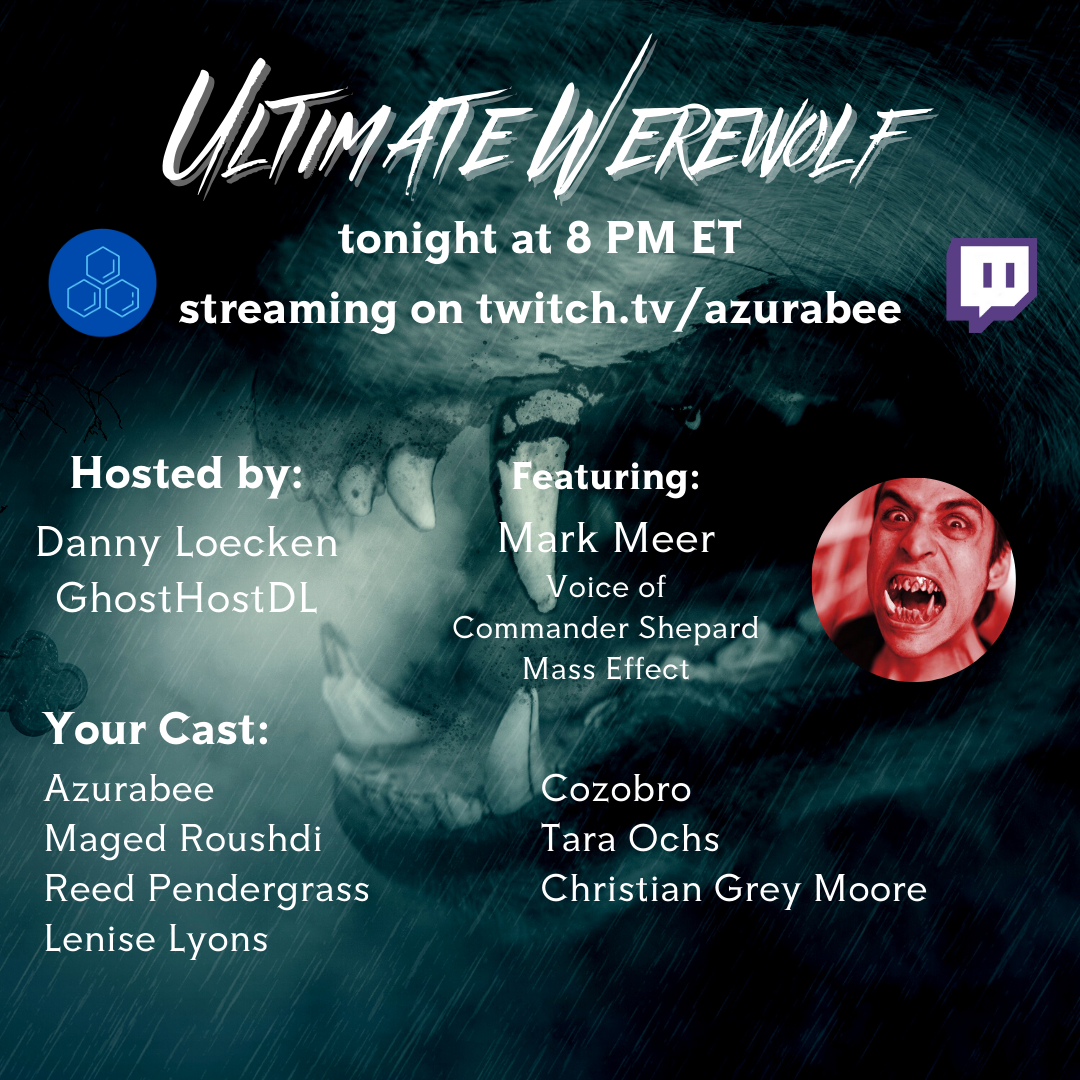 Ultimate Werewolf
tonight at 8 PM ET
streaming on twitch.tv/azurabee
Hosted by:
Danny Loecken
GhostHostDL
Featuring:
Mark Meer
Voice of
Commander Shepard
Mass Effect
Your Cast:
Azurabee
Maged Roushdi
Reed Pendergrass
Lenise Lyons
Cozobro
Tara Ochs
Christian Grey Moore